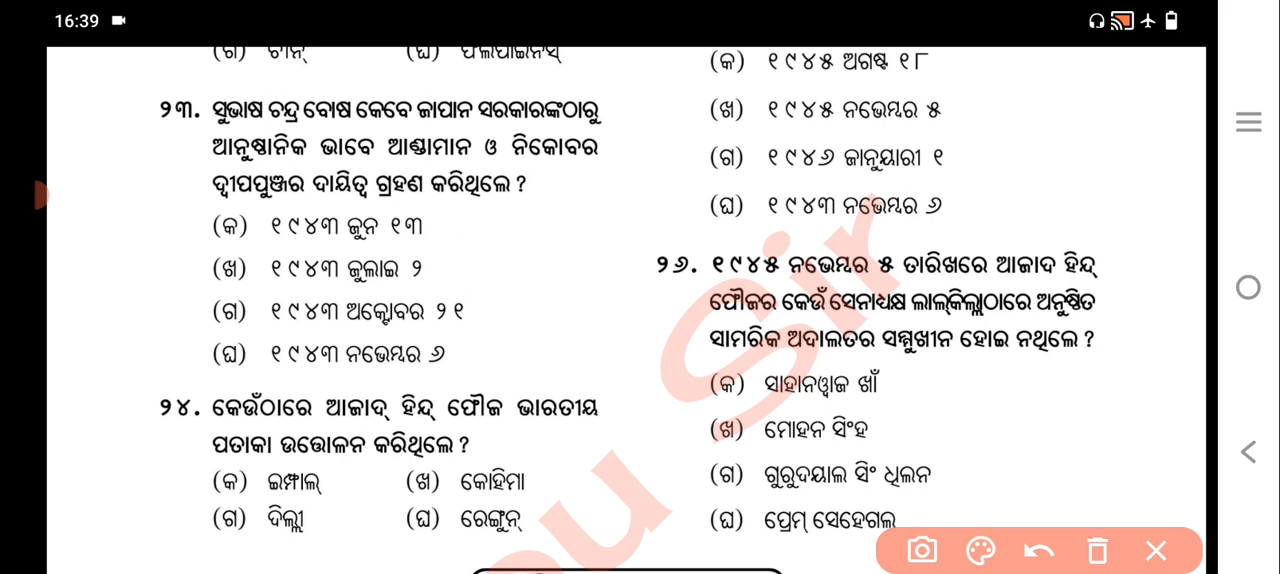 16:39
(ଗ) ଚୀନ୍ (ଘ) ଫିଲିପାଇନସ୍
୨୩. ସୁଭାଷ ଚନ୍ଦ୍ର ବୋଷ କେବେ ଜାପାନ ସରକାରଙ୍କଠାରୁ
ଆନୁଷ୍ଠାନିକ ଭାବେ ଆଣ୍ଡାମାନ ଓ ନିକୋବର
ଦ୍ୱୀପପୁଞ୍ଜର ଦାୟିତ୍ୱ ଗ୍ରହଣ କରିଥିଲେ ?
(କ) ୧୯୪୩ ଜୁନ ୧୩
(ଖ) ୧୯୪୩ ଜୁଲାଇ ୨
(ଗ) ୧୯୪୩ ଅକ୍ଟୋବର ୨୧
(ଘ) ୧୯୪୩ ନଭେମ୍ବର ୬
୨୪. କେଉଁଠାରେ ଆଜାଦ୍ ହିନ୍ଦ୍ ଫୌଜ ଭାରତୀୟ
ପତାକା ଉତ୍ତୋଳନ କରିଥିଲେ ?
(କ) ଇମ୍ଫାଲ୍ (ଖ) କୋହିମା
(ଗ) ଦିଲ୍ଲୀ (ଘ) ରେଙ୍ଗୁନ୍
(କ) ୧୯୪୫ ଅଗଷ୍ଟ ୧୮
(ଖ) ୧୯୪୫ ନଭେମ୍ବର ୫
(ଗ) ୧୯୪୬ ଜାନୁୟାରୀ ୧
(ଘ) ୧୯୪୩ ନଭେମ୍ବର ୬
୨୬. ୧୯୪୫ ନଭେମ୍ବର ୫ ତାରିଖରେ ଆଜାଦ ହିନ୍ଦ୍
ଫୌଜର କେଉଁ ସେନାଧ୍ୟକ୍ଷ ଲାଲ୍‌କିଲ୍ଲାଠାରେ ଅନୁଷ୍ଠିତ
ସାମରିକ ଅଦାଲତର ସମ୍ମୁଖୀନ ହୋଇ ନଥିଲେ ?
(କ) ସାହାନୱାଜ ଖାଁ
(ଖ) ମୋହନ ସିଂହ
(ଗ) ଗୁରୁଦୟାଲ ସିଂ ଧିଲନ
(ଘ) ପ୍ରେମ୍ ସେହେଗଲ
Sir